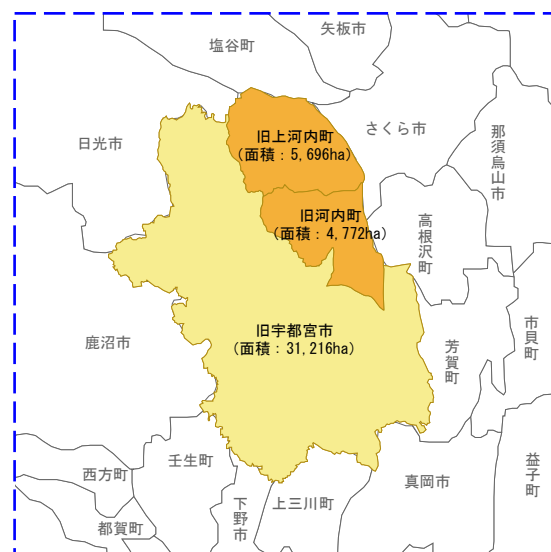 矢板市
塩谷町
さくら市
日光市
那須烏山市
旧上河内町
(面積：5,696ha)
旧河内町
(面積：4,772ha)
高根沢町
旧宇都宮市
(面積：31,216ha)
鹿沼市
芳賀町
市貝町
壬生町
西方町
都賀町
下野市
上三川町
真岡市
益子町